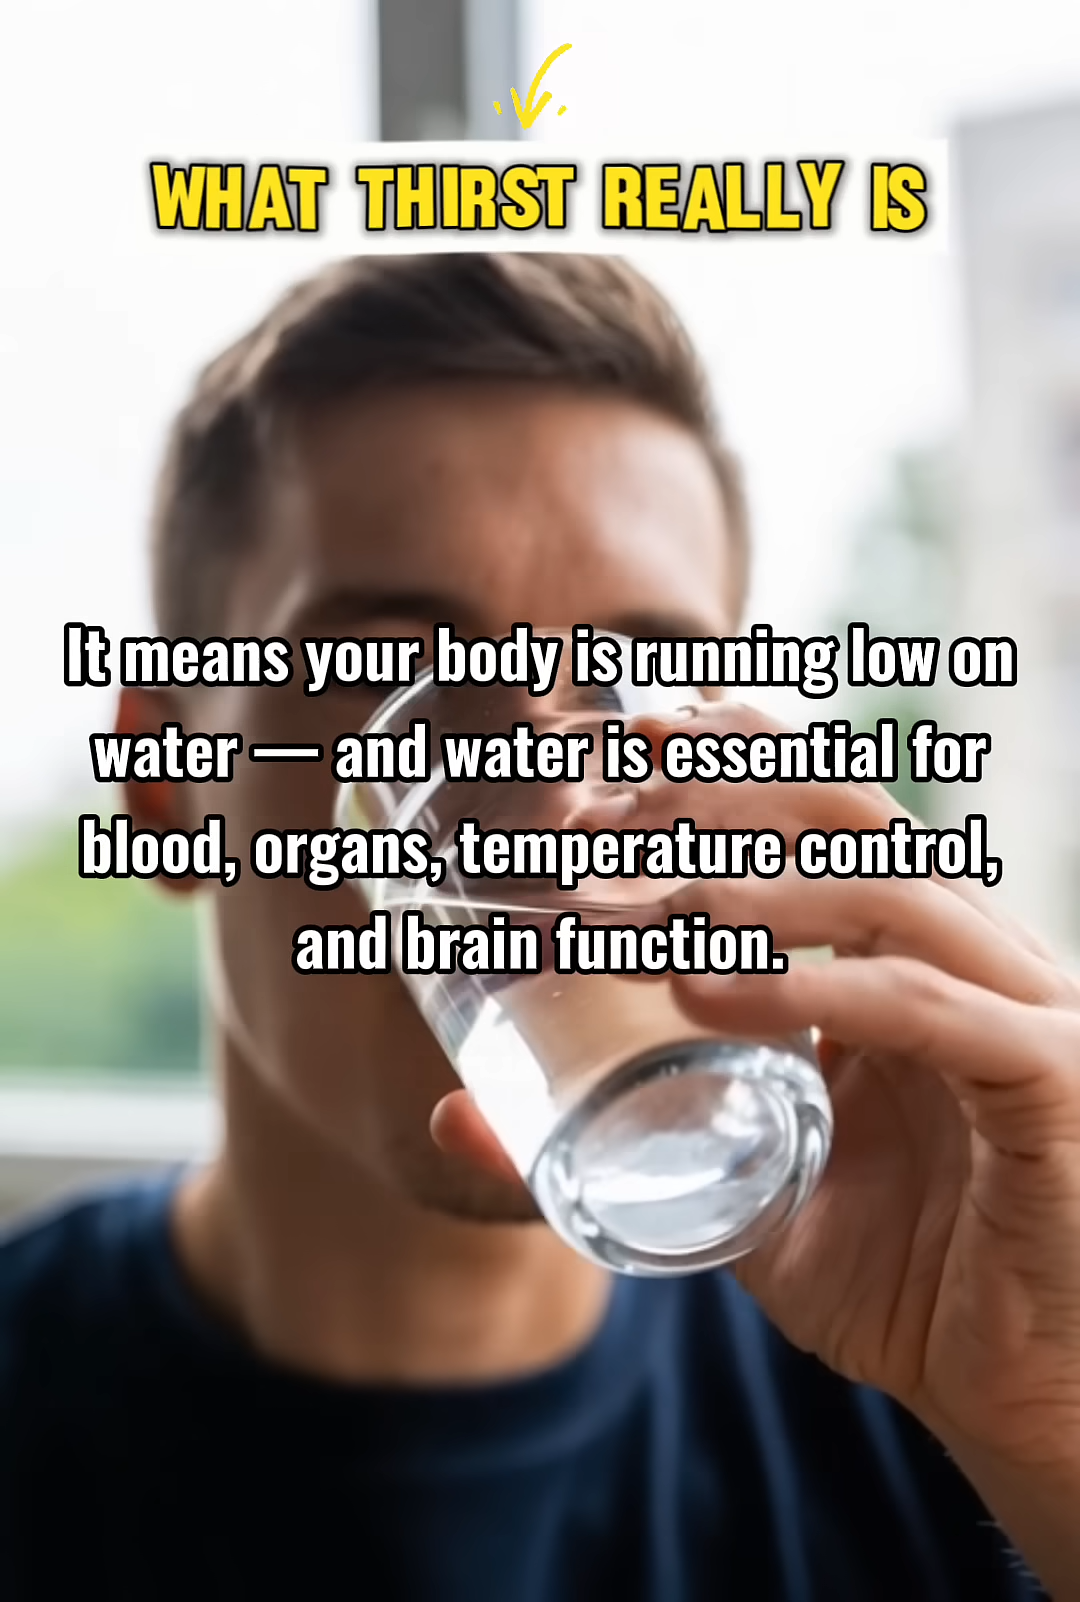 WHAT THIRST REALLY IS
It means your body is running low on
water — and water is essential for
blood, organs, temperature control,
and brain function.